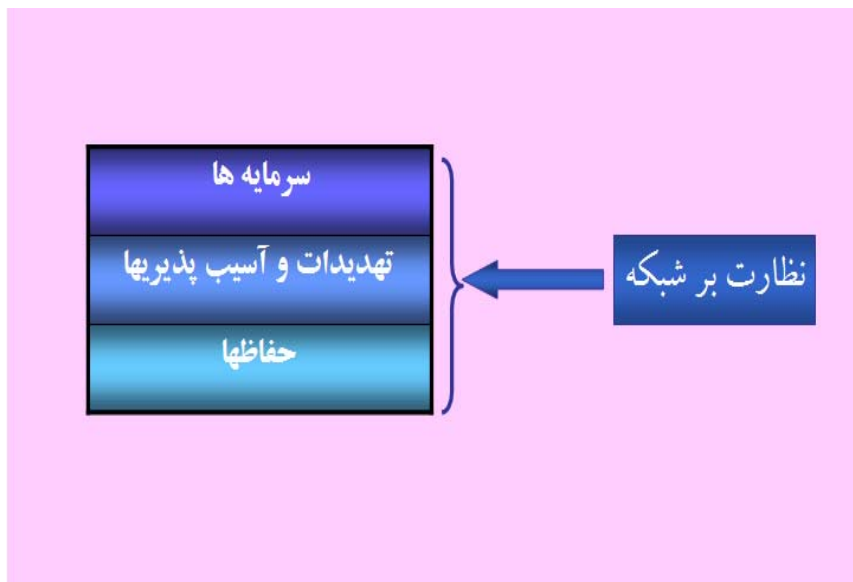 سرمایه ها
تهدیدات و آسیب پذیریها
حفاظها
نظارت بر شبکه